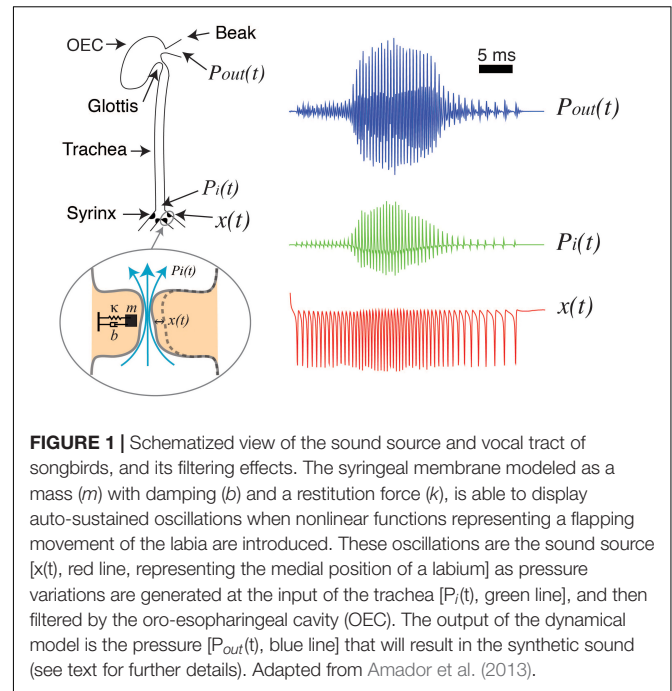 OEC
Beak
Pout(t)
Glottis
Trachea
Pi(t)
Syrinx
x(t)
Pi(t)
κ
m
b
x(t)
5 ms
Pout(t)
Pi(t)
x(t)
FIGURE 1 | Schematized view of the sound source and vocal tract of
songbirds, and its filtering effects. The syringeal membrane modeled as a
mass (m) with damping (b) and a restitution force (k), is able to display
auto-sustained oscillations when nonlinear functions representing a flapping
movement of the labia are introduced. These oscillations are the sound source
[x(t), red line, representing the medial position of a labium] as pressure
variations are generated at the input of the trachea [Pi(t), green line], and then
filtered by the oro-esopharingeal cavity (OEC). The output of the dynamical
model is the pressure [Pout(t), blue line] that will result in the synthetic sound
(see text for further details). Adapted from Amador et al. (2013).